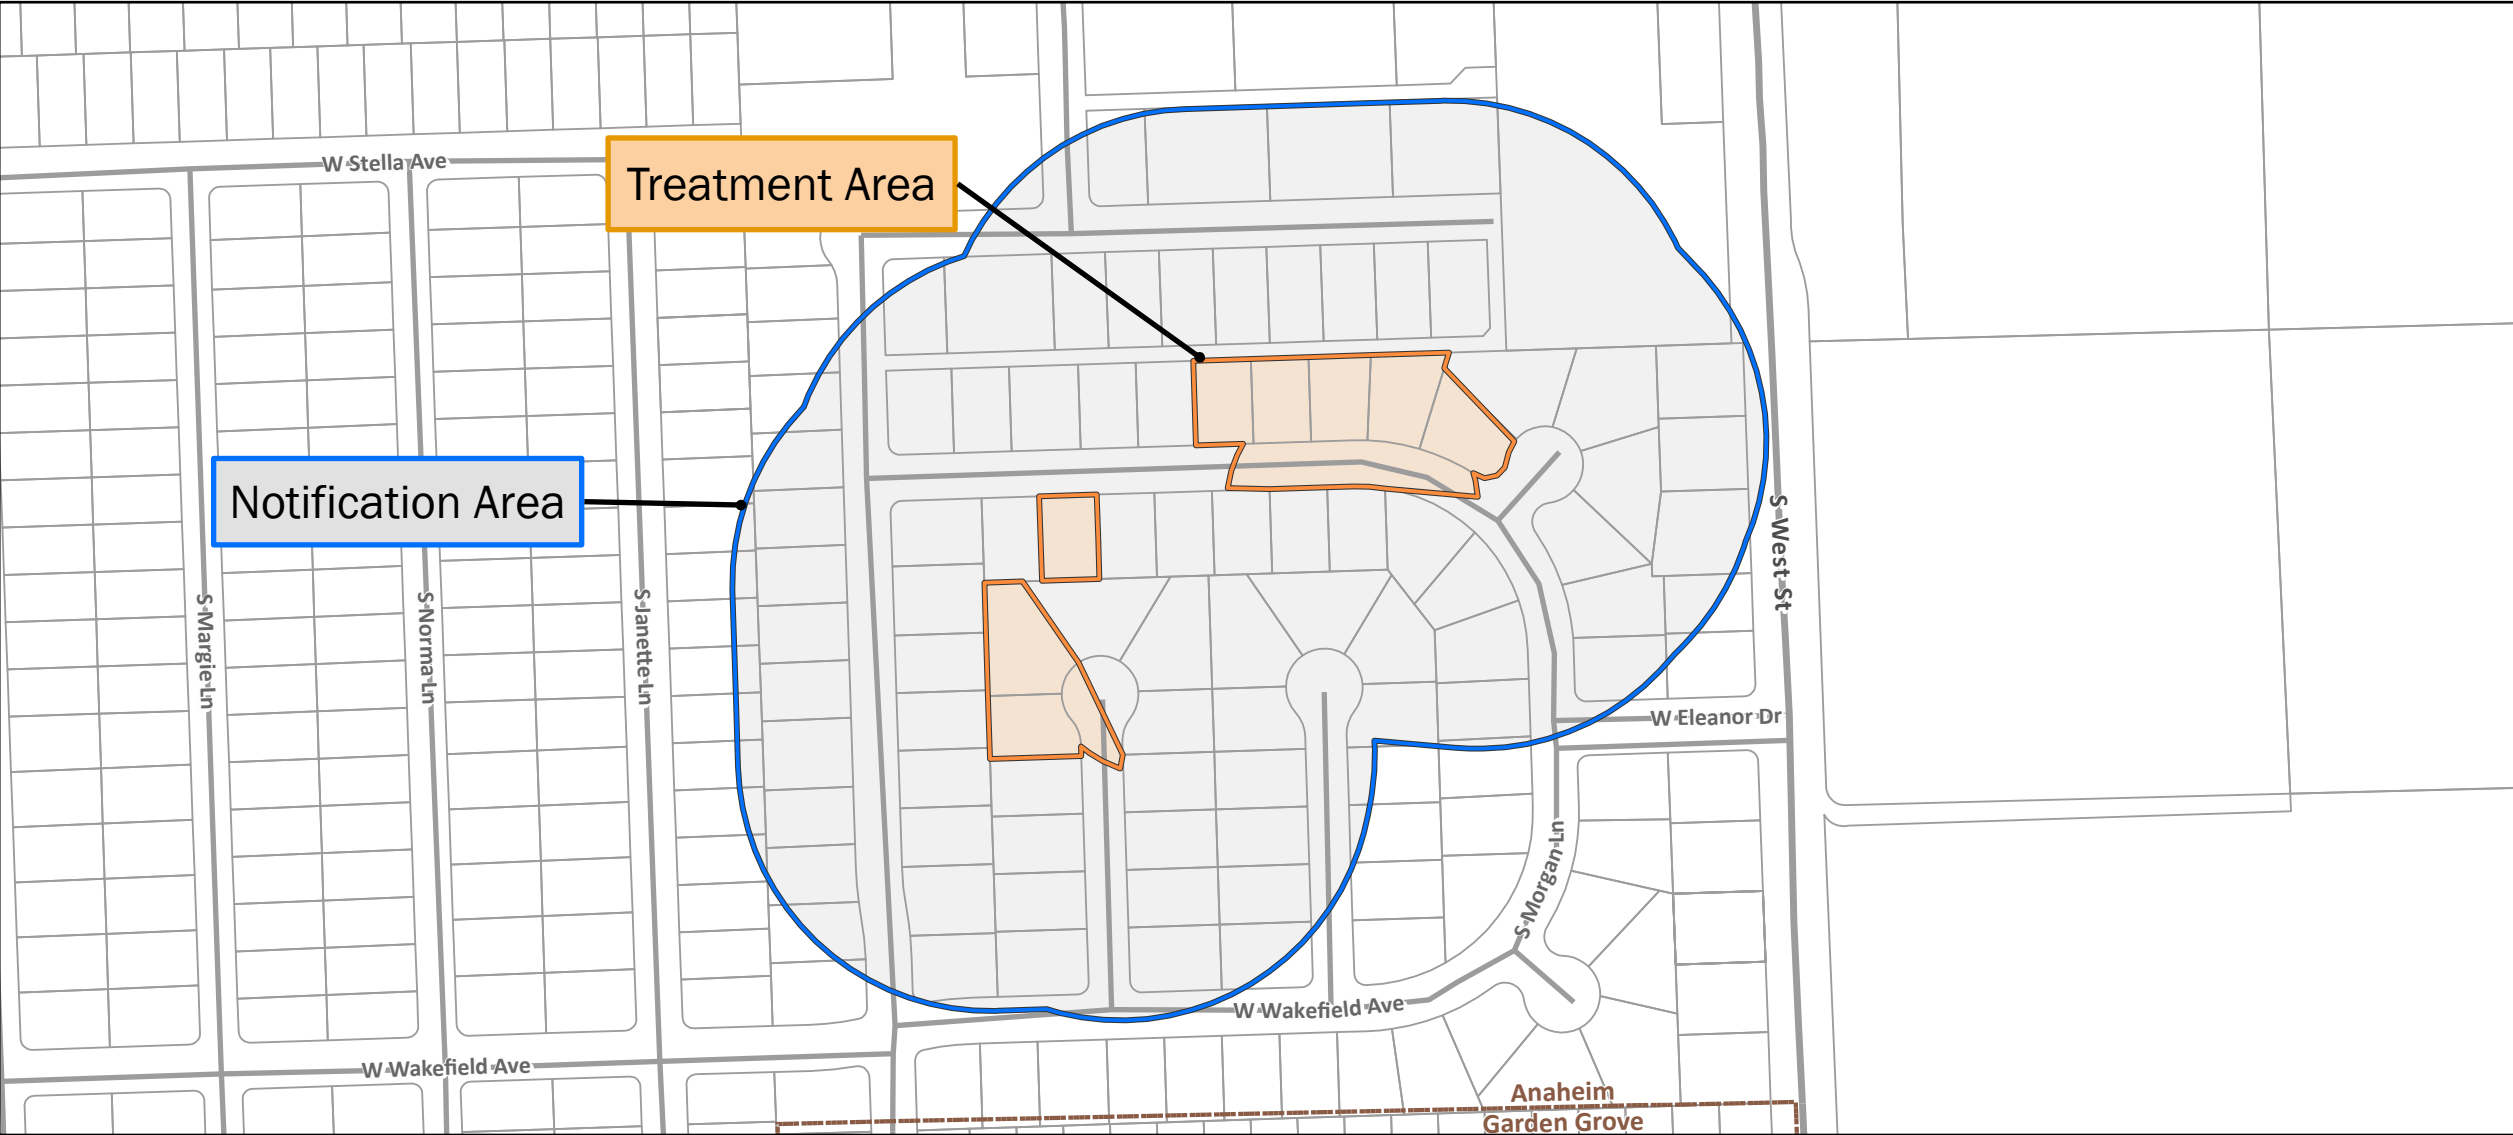 W Stella Ave
Treatment Area
Notification Area
S West St
S Margie Ln
S Norma Ln
S Janette Ln
W Eleanor Dr
S Morgan Ln
W Wakefield Ave
W Wakefield Ave
Anaheim
Garden Grove